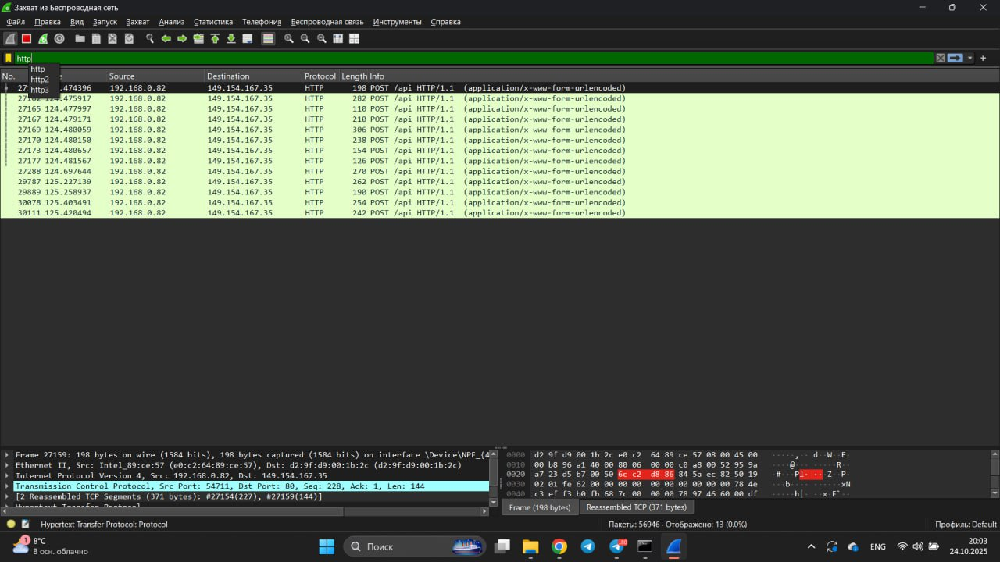 Захват из Беспроводная сеть
Файл Правка Вид Запуск Захват Анализ Статистика Телефония Беспроводная связь Инструменты Справка
http
http
http2
http3
No. Source Destination Protocol Length Info
27 .474396 192.168.0.82 149.154.167.35 HTTP 198 POST /api HTTP/1.1 (application/x-www-form-urlencoded)
27162 124.475917 192.168.0.82 149.154.167.35 HTTP 282 POST /api HTTP/1.1 (application/x-www-form-urlencoded)
27165 124.477997 192.168.0.82 149.154.167.35 HTTP 110 POST /api HTTP/1.1 (application/x-www-form-urlencoded)
27167 124.479171 192.168.0.82 149.154.167.35 HTTP 210 POST /api HTTP/1.1 (application/x-www-form-urlencoded)
27169 124.480059 192.168.0.82 149.154.167.35 HTTP 306 POST /api HTTP/1.1 (application/x-www-form-urlencoded)
27170 124.480150 192.168.0.82 149.154.167.35 HTTP 238 POST /api HTTP/1.1 (application/x-www-form-urlencoded)
27173 124.480657 192.168.0.82 149.154.167.35 HTTP 154 POST /api HTTP/1.1 (application/x-www-form-urlencoded)
27177 124.481567 192.168.0.82 149.154.167.35 HTTP 126 POST /api HTTP/1.1 (application/x-www-form-urlencoded)
27288 124.697644 192.168.0.82 149.154.167.35 HTTP 270 POST /api HTTP/1.1 (application/x-www-form-urlencoded)
29787 125.227139 192.168.0.82 149.154.167.35 HTTP 262 POST /api HTTP/1.1 (application/x-www-form-urlencoded)
29889 125.258937 192.168.0.82 149.154.167.35 HTTP 190 POST /api HTTP/1.1 (application/x-www-form-urlencoded)
30078 125.403491 192.168.0.82 149.154.167.35 HTTP 254 POST /api HTTP/1.1 (application/x-www-form-urlencoded)
30111 125.420494 192.168.0.82 149.154.167.35 HTTP 242 POST /api HTTP/1.1 (application/x-www-form-urlencoded)
Frame 27159: 198 bytes on wire (1584 bits), 198 bytes captured (1584 bits) on interface \Device\NPF_{4
Ethernet II, Src: Intel_89:ce:57 (e0:c2:64:89:ce:57), Dst: d2:9f:d9:00:1b:2c (d2:9f:d9:00:1b:2c)
Internet Protocol Version 4, Src: 192.168.0.82, Dst: 149.154.167.35
Transmission Control Protocol, Src Port: 54711, Dst Port: 80, Seq: 228, Ack: 1, Len: 144
[2 Reassembled TCP Segments (371 bytes): #27154(227), #27159(144)]
Hypertext Transfer Protocol
0000 d2 9f d9 00 1b 2c e0 c2 64 89 ce 57 08 00 45 00 ·····,·· d··W··E·
0010 00 b8 96 a1 40 00 80 06 00 00 c0 a8 00 52 95 9a ····@··· ·····R··
0020 a7 23 d5 b7 00 50 6c c2 d8 86 84 5a ec 82 50 19 ·#···Pl· ···Z··P·
0030 02 01 fe 62 00 00 00 00 00 00 00 00 00 00 78 4e ···b···· ······xN
0040 c3 ef f3 b0 fb 68 7c 00 00 00 78 97 46 60 00 df ·····h|· ··x·F`··
Frame (198 bytes) Reassembled TCP (371 bytes)
Hypertext Transfer Protocol: Protocol
Пакеты: 56946 · Отображено: 13 (0.0%)
Профиль: Default
1
8°C
В осн. облачно
Поиск
80
ENG
20:03
24.10.2025